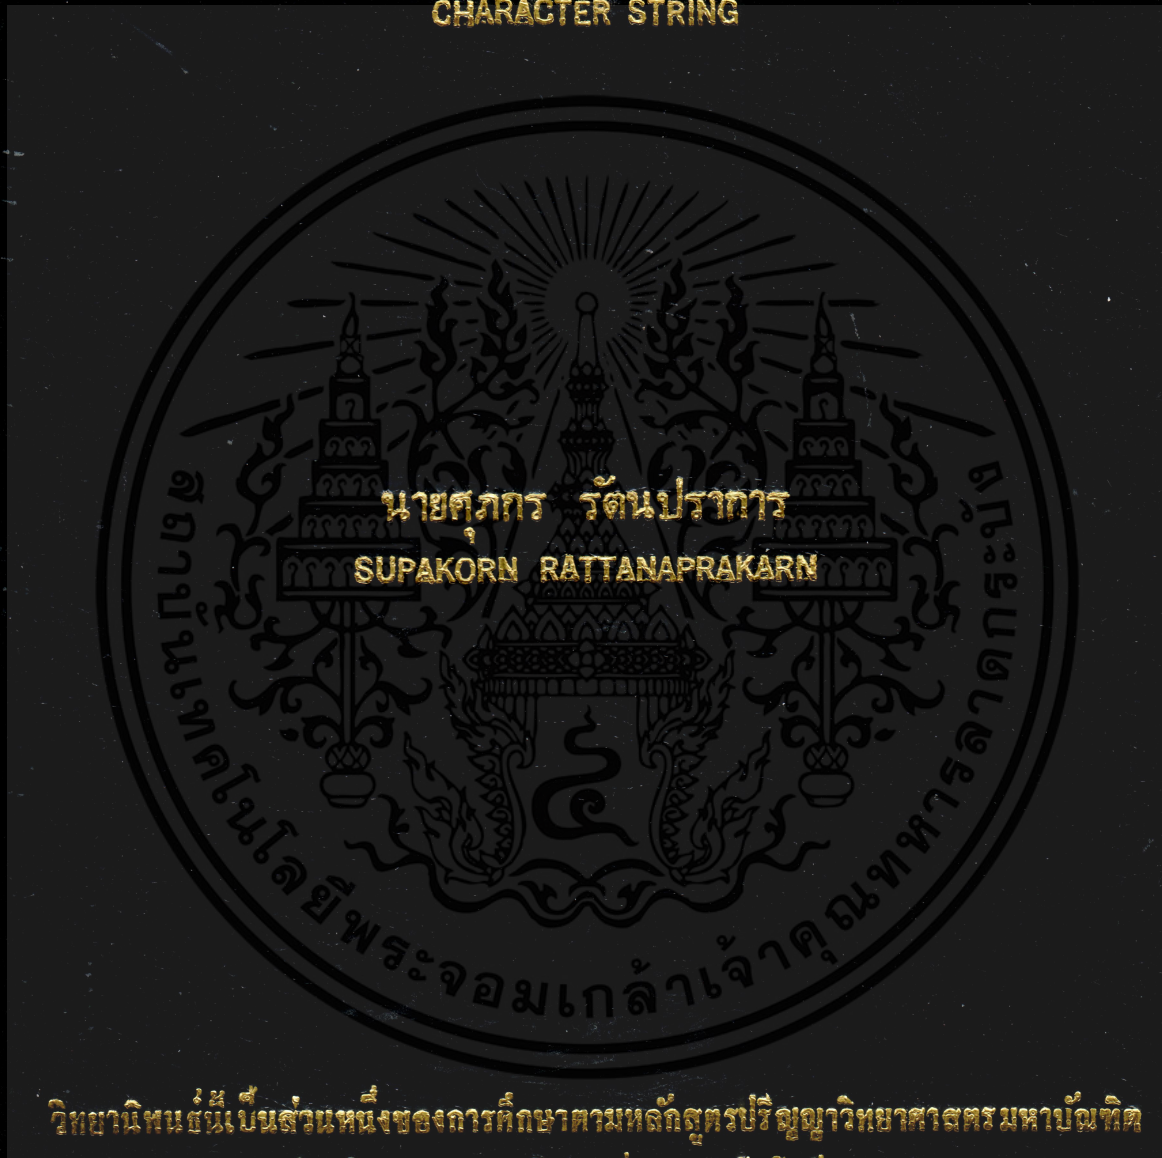 CHARACTER STRING
นายศุภกร รัตนปราการ
SUPAKORN RATTANAPRAKARN
สถาบันเทคโนโลยีพระจอมเกล้าเจ้าคุณทหารลาดกระบัง
วิทยานิพนธ์นี้เป็นส่วนหนึ่งของการศึกษาตามหลักสูตรปริญญาวิทยาศาสตรมหาบัณฑิต